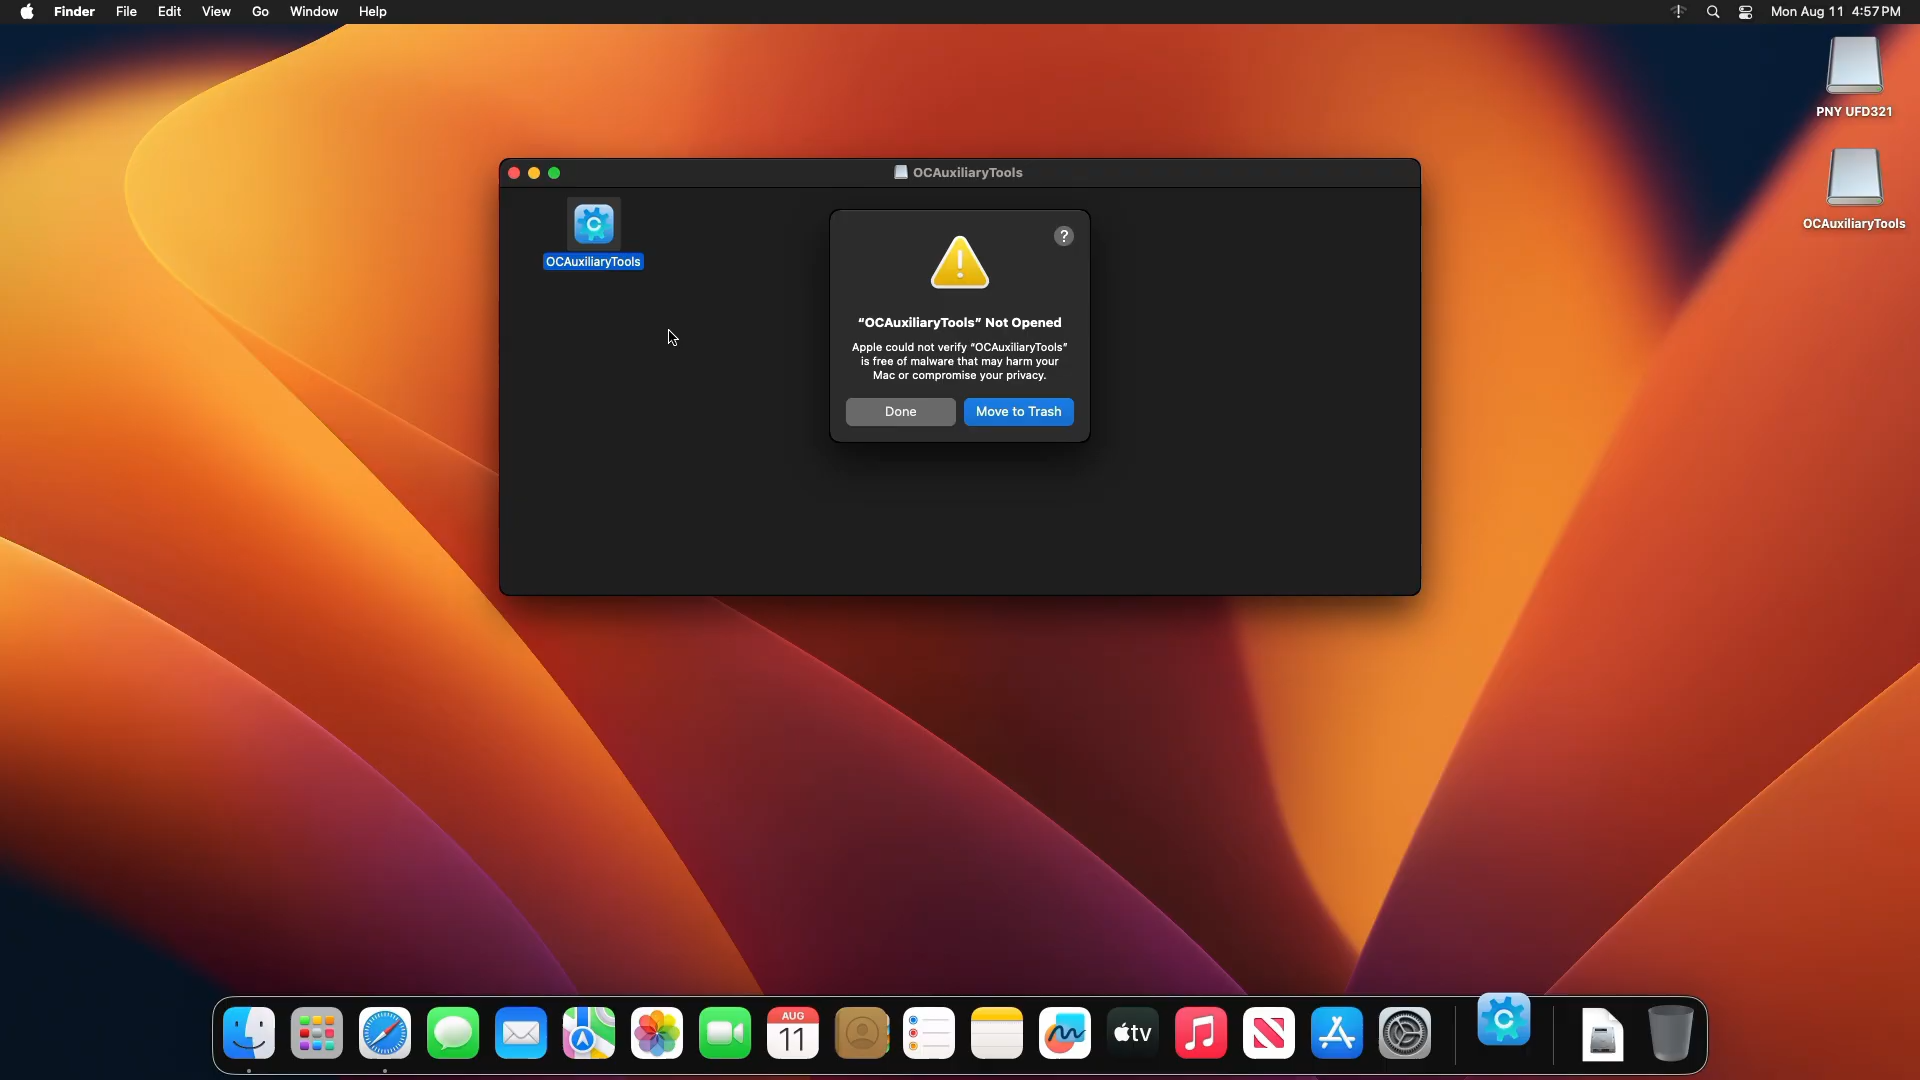 Finder File Edit View Go Window Help
Mon Aug 11 4:57 PM
PNY UFD321
OCAuxiliaryTools
OCAuxiliaryTools
OCAuxiliaryTools
?
“OCAuxiliaryTools” Not Opened
Apple could not verify “OCAuxiliaryTools”
is free of malware that may harm your
Mac or compromise your privacy.
Done Move to Trash
AUG
11
tv